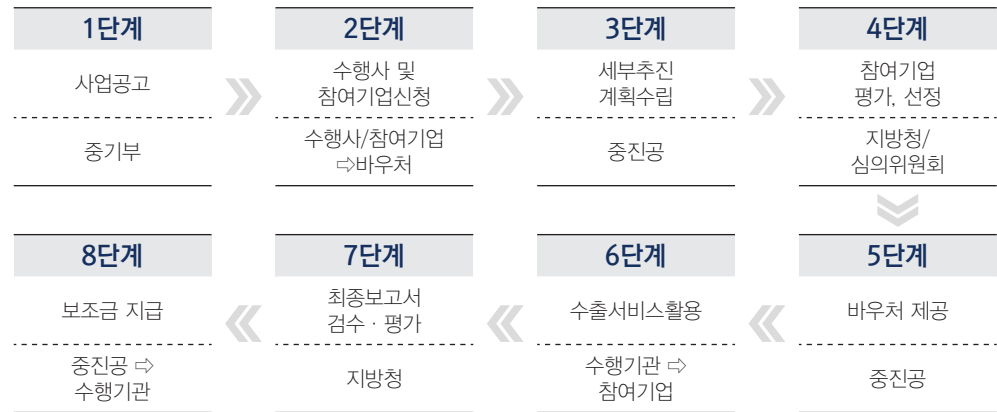 1단계
사업공고
중기부
2단계
수행사 및
참여기업신청
수행사/참여기업
⇨바우처
3단계
세부추진
계획수립
중진공
4단계
참여기업
평가, 선정
지방청/
심의위원회
5단계
바우처 제공
중진공
6단계
수출서비스활용
수행기관 ⇨
참여기업
7단계
최종보고서
검수 · 평가
지방청
8단계
보조금 지급
중진공 ⇨
수행기관